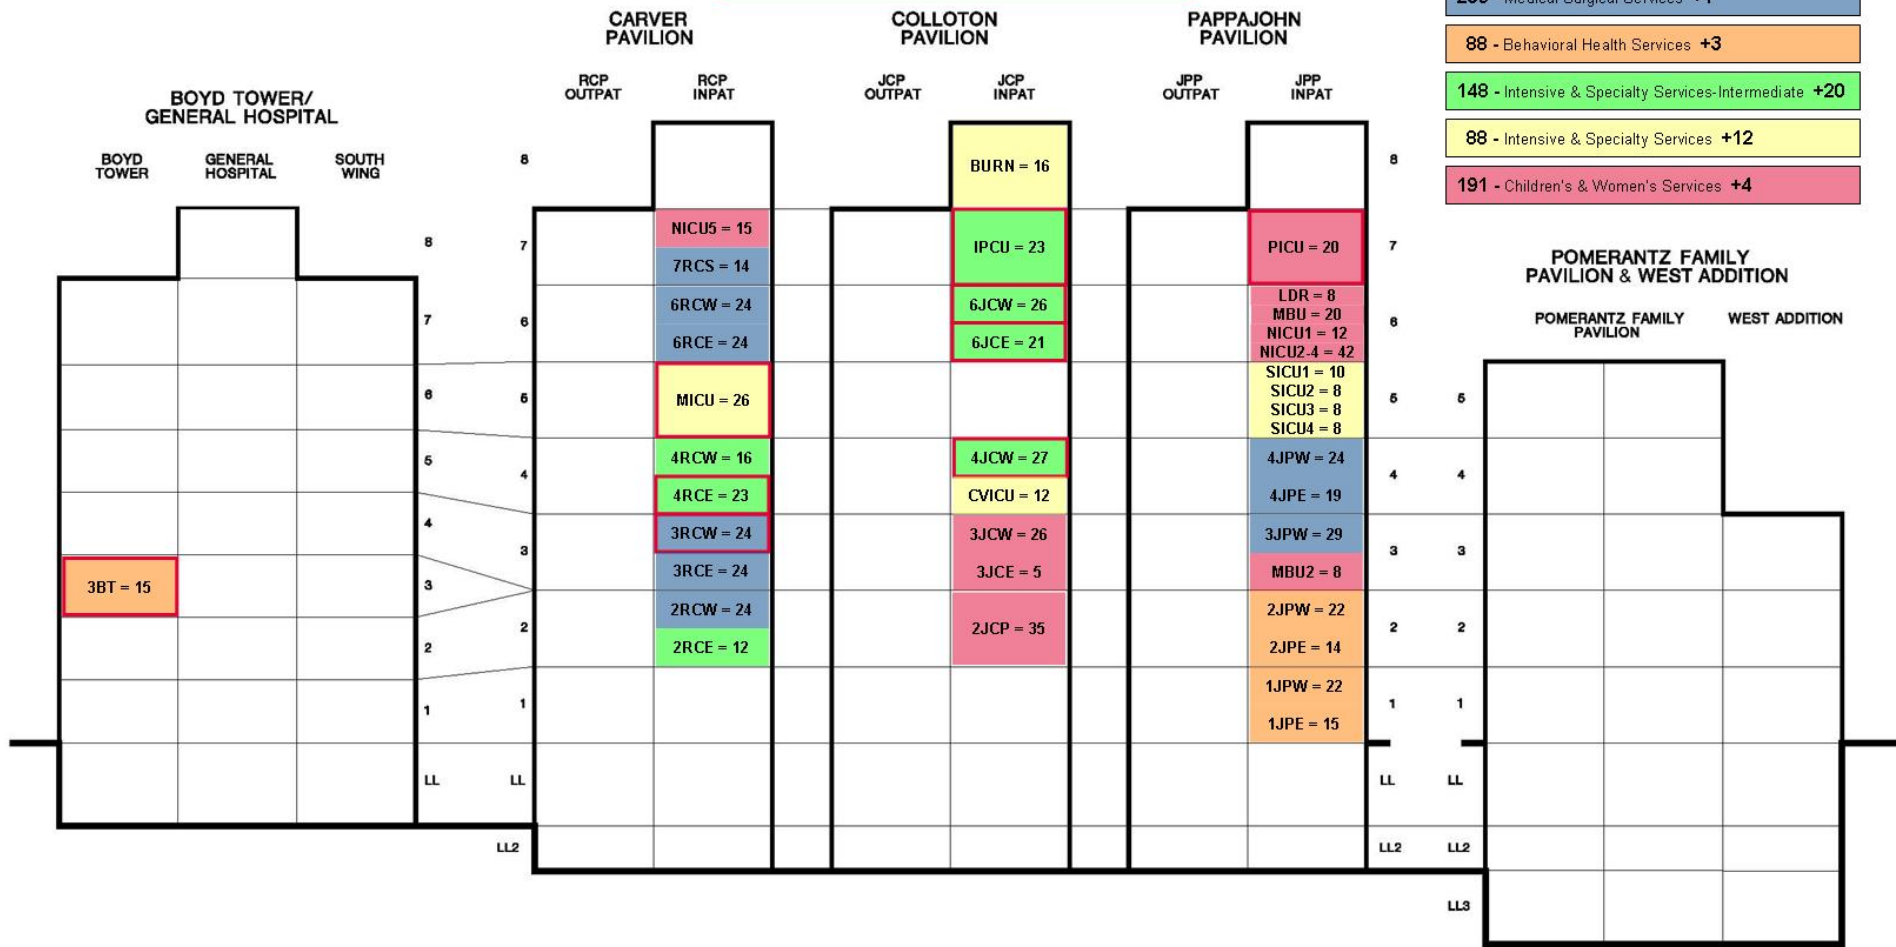 CARVER
PAVILION
COLLOTON
PAVILION
PAPPAJOHN
PAVILION
88 - Behavioral Health Services +3
148 - Intensive & Specialty Services-Intermediate +20
88 - Intensive & Specialty Services +12
191 - Children's & Women's Services +4
RCP
OUTPAT
RCP
INPAT
JCP
OUTPAT
JCP
INPAT
JPP
OUTPAT
JPP
INPAT
BOYD TOWER/
GENERAL HOSPITAL
BOYD
TOWER
GENERAL
HOSPITAL
SOUTH
WING
8
7
6
5
4
3
2
1
LL
3BT = 15
8
7
6
5
4
3
2
1
LL
LL2
NICU5 = 15
7RCS = 14
6RCW = 24
6RCE = 24
MICU = 26
4RCW = 16
4RCE = 23
3RCW = 24
3RCE = 24
2RCW = 24
2RCE = 12
BURN = 16
IPCU = 23
6JCW = 26
6JCE = 21
4JCW = 27
CVICU = 12
3JCW = 26
3JCE = 5
2JCP = 35
PICU = 20
LDR = 8
MBU = 20
NICU1 = 12
NICU2-4 = 42
SICU1 = 10
SICU2 = 8
SICU3 = 8
SICU4 = 8
4JPW = 24
4JPE = 19
3JPW = 29
MBU2 = 8
2JPW = 22
2JPE = 14
1JPW = 22
1JPE = 15
8
7
6
5
4
3
2
1
LL
LL2
5
4
3
2
1
LL
LL2
LL3
POMERANTZ FAMILY
PAVILION & WEST ADDITION
POMERANTZ FAMILY
PAVILION
WEST ADDITION